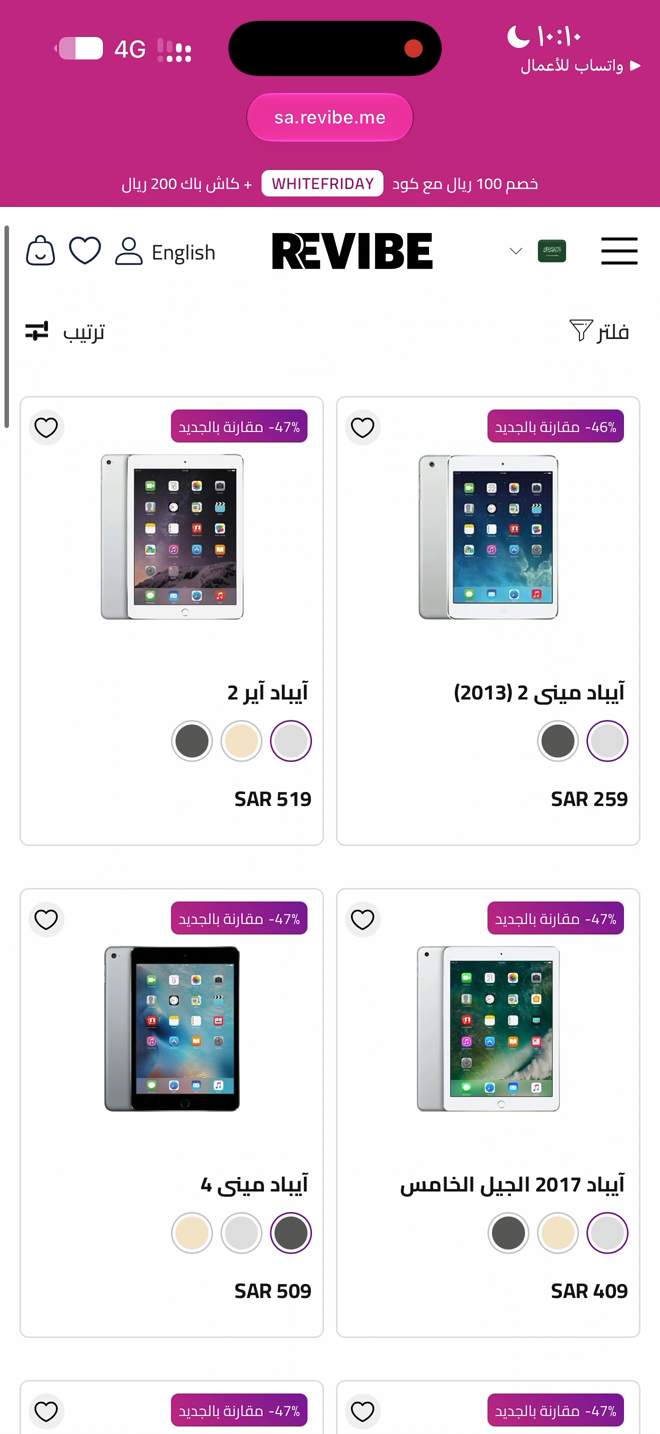 ١٠:١٠
4G
◀ واتساب للأعمال
sa.revibe.me
خصم 100 ريال مع كود WHITEFRIDAY + كاش باك 200 ريال
REVIBE
English
فلتر
ترتيب
-46% مقارنة بالجديد
آيباد ميني 2 (2013)
SAR 259
-47% مقارنة بالجديد
آيباد آير 2
SAR 519
-47% مقارنة بالجديد
آيباد 2017 الجيل الخامس
SAR 409
-47% مقارنة بالجديد
آيباد ميني 4
SAR 509
-47% مقارنة بالجديد
-47% مقارنة بالجديد